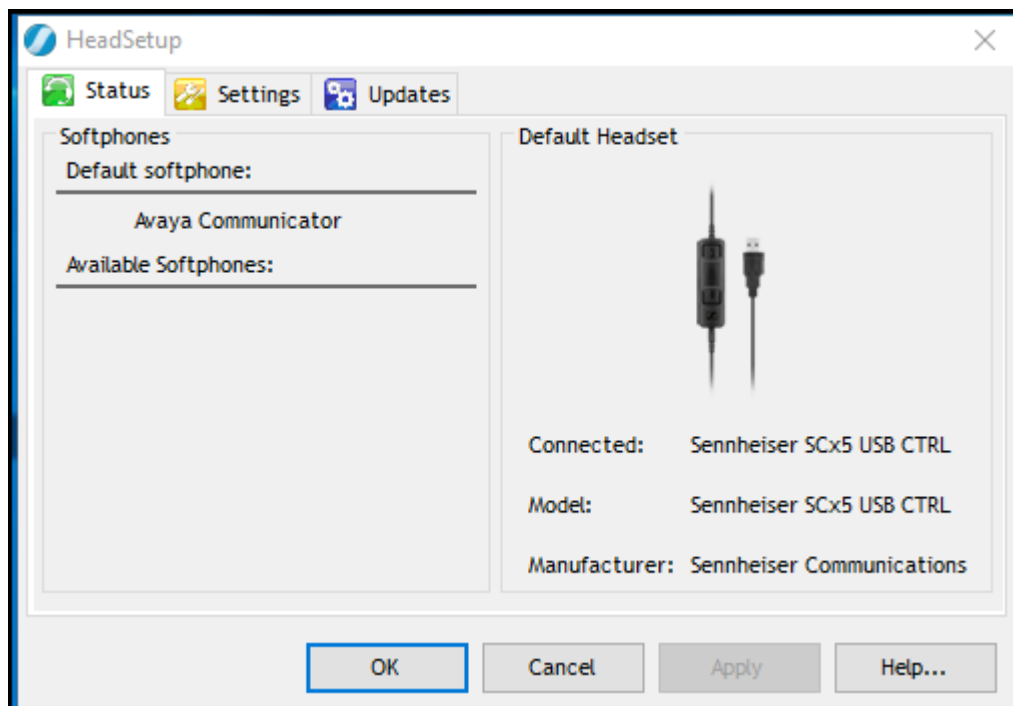 HeadSetup
Status
Settings
Updates
Softphones
Default softphone:
Avaya Communicator
Available Softphones:
Default Headset
Connected: Sennheiser SCx5 USB CTRL
Model: Sennheiser SCx5 USB CTRL
Manufacturer: Sennheiser Communications
OK
Cancel
Apply
Help...